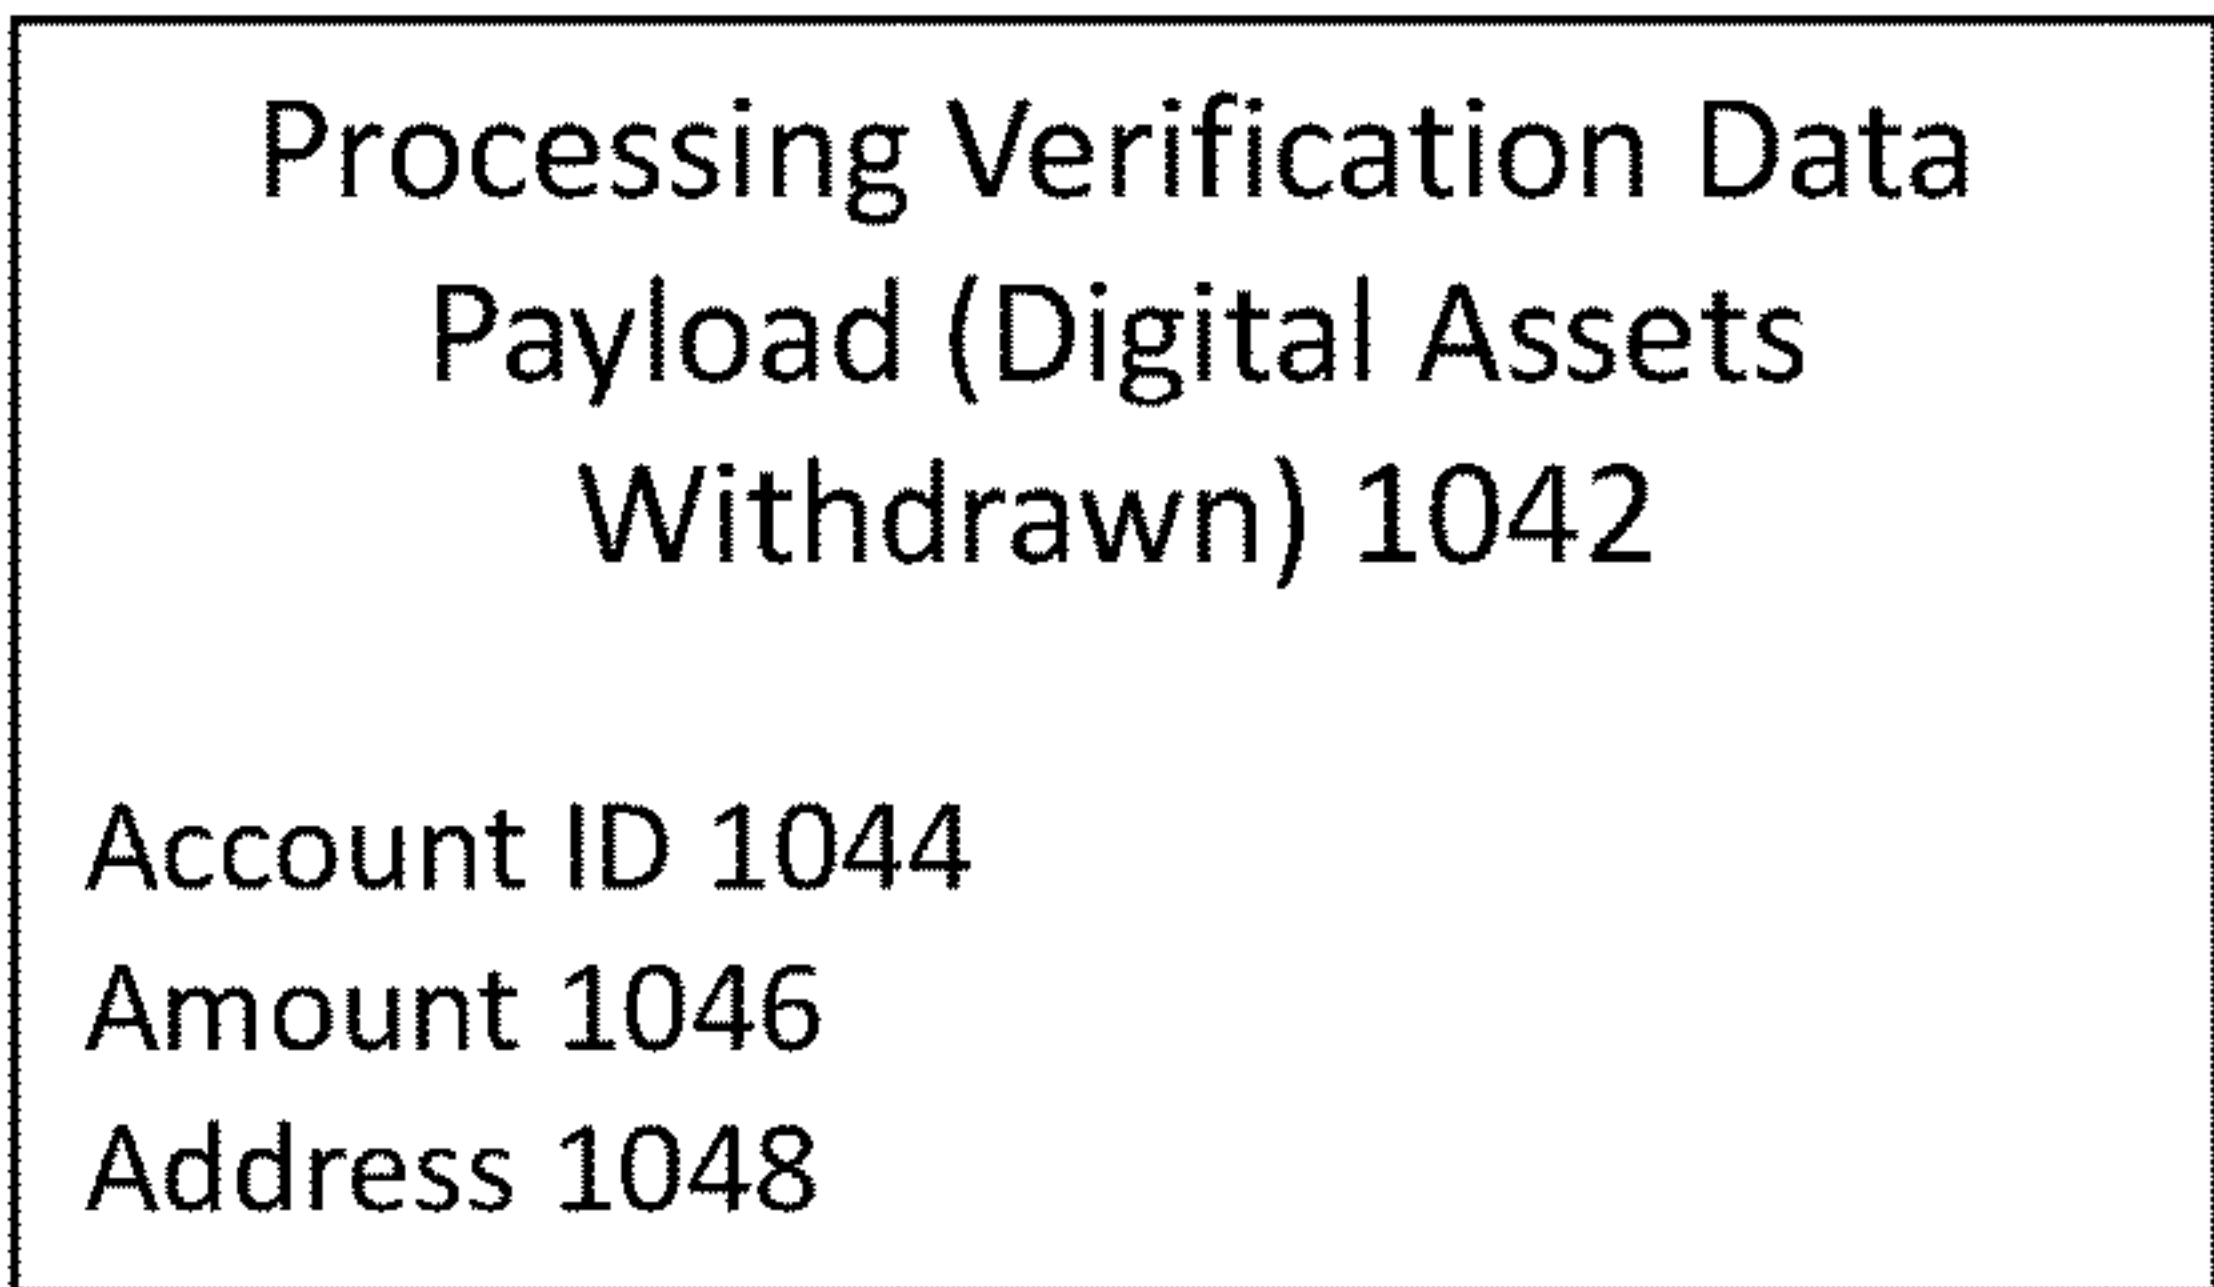 Processing Verification Data
Payload (Digital Assets
Withdrawn) 1042
Account ID 1044
Amount 1046
Address 1048